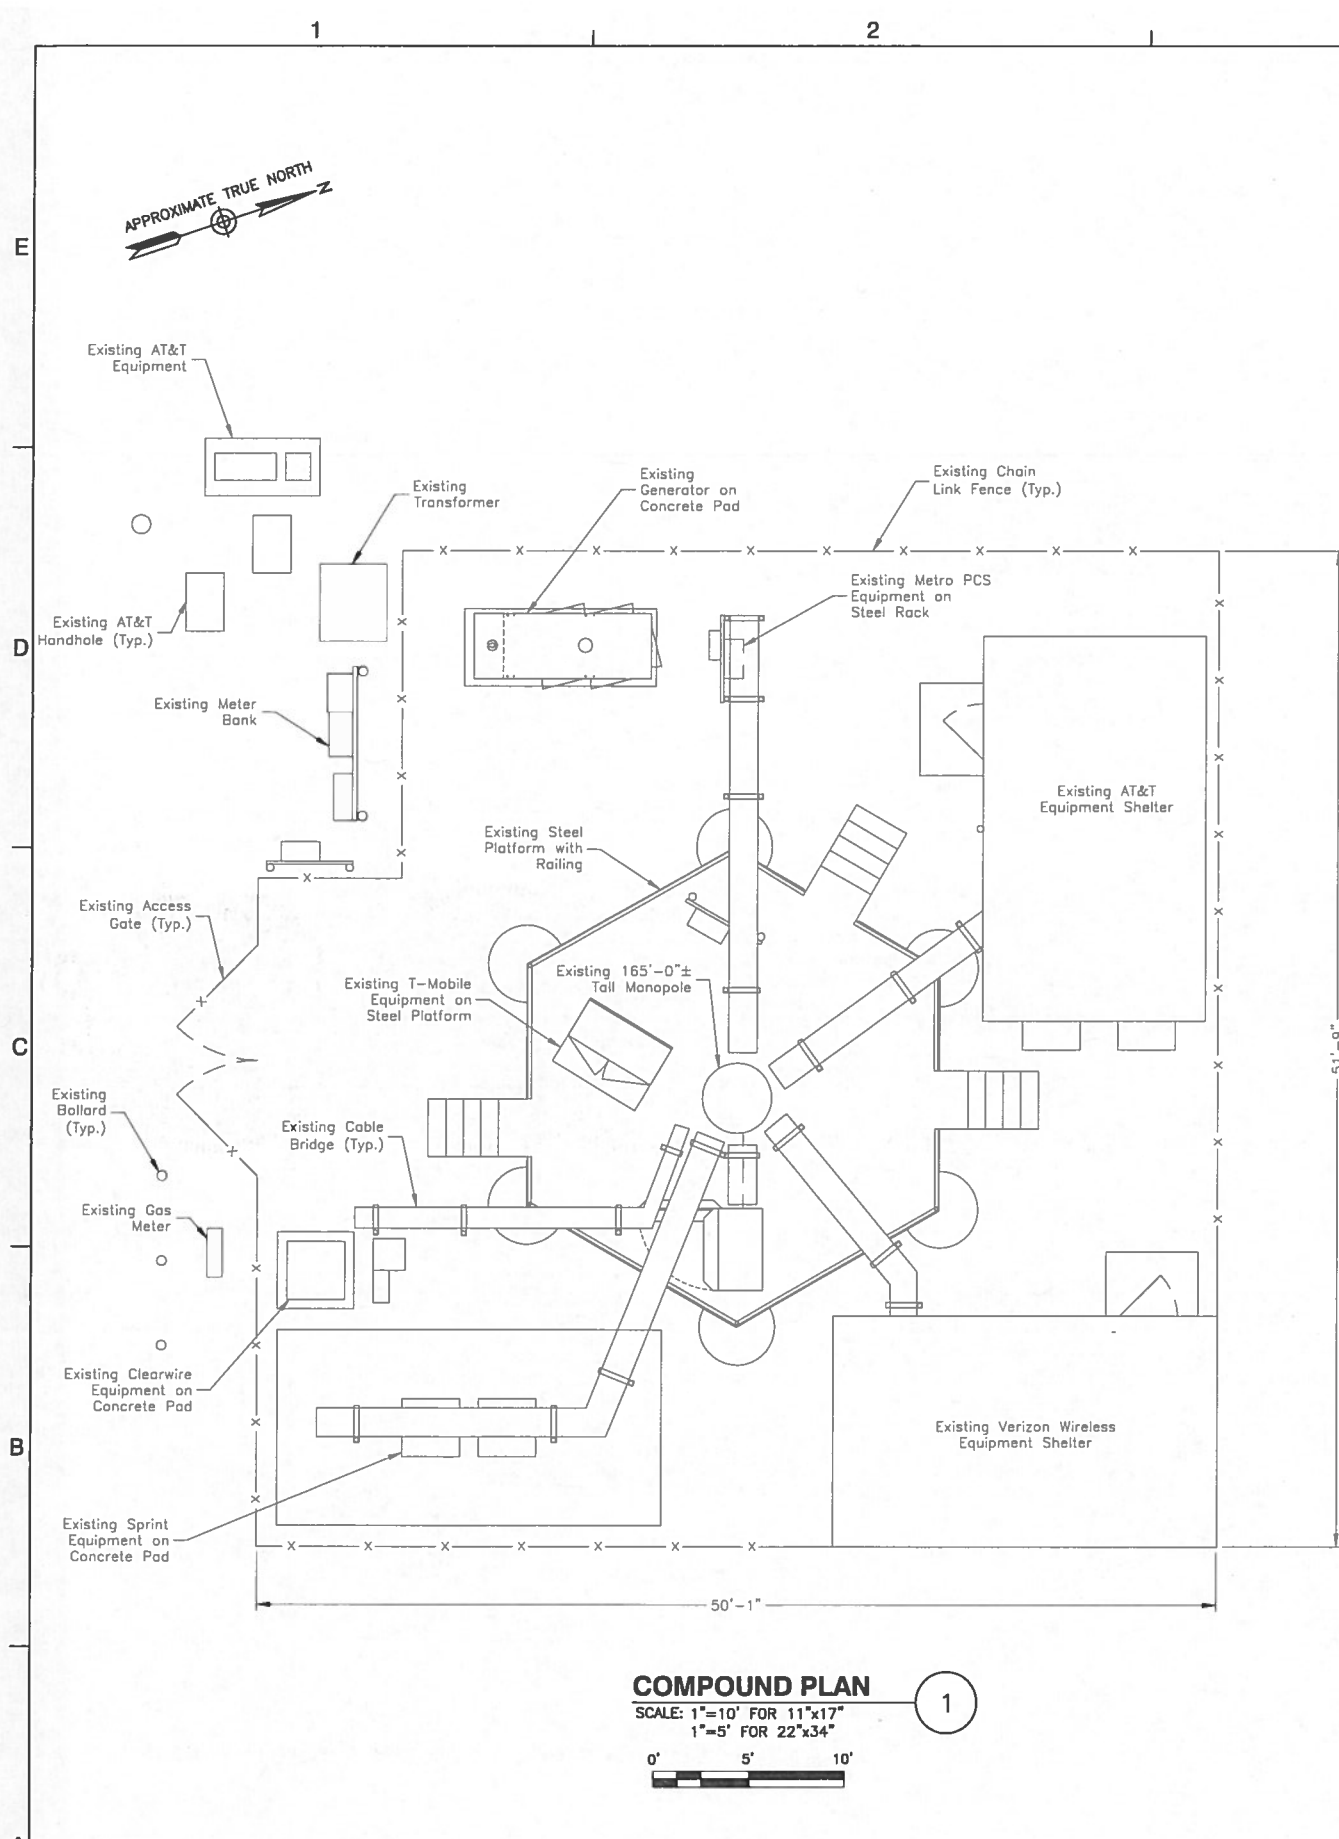 1
2
APPROXIMATE TRUE NORTH
N
E
Existing AT&T
Equipment
Existing
Transformer
Existing
Generator on
Concrete Pad
Existing Chain
Link Fence (Typ.)
Existing Metro PCS
Equipment on
Steel Rack
Existing AT&T
Handhole (Typ.)
D
Existing Meter
Bank
Existing AT&T
Equipment Shelter
Existing Steel
Platform with
Railing
Existing Access
Gate (Typ.)
Existing 165'-0"±
Tall Monopole
Existing T-Mobile
Equipment on
Steel Platform
C
51'-9"
Existing
Bollard
(Typ.)
Existing Cable
Bridge (Typ.)
Existing Gas
Meter
Existing Clearwire
Equipment on
Concrete Pad
B
Existing Verizon Wireless
Equipment Shelter
Existing Sprint
Equipment on
Concrete Pad
50'-1"
COMPOUND PLAN
1
SCALE: 1"=10' FOR 11"x17"
1"=5' FOR 22"x34"
0' 5' 10'